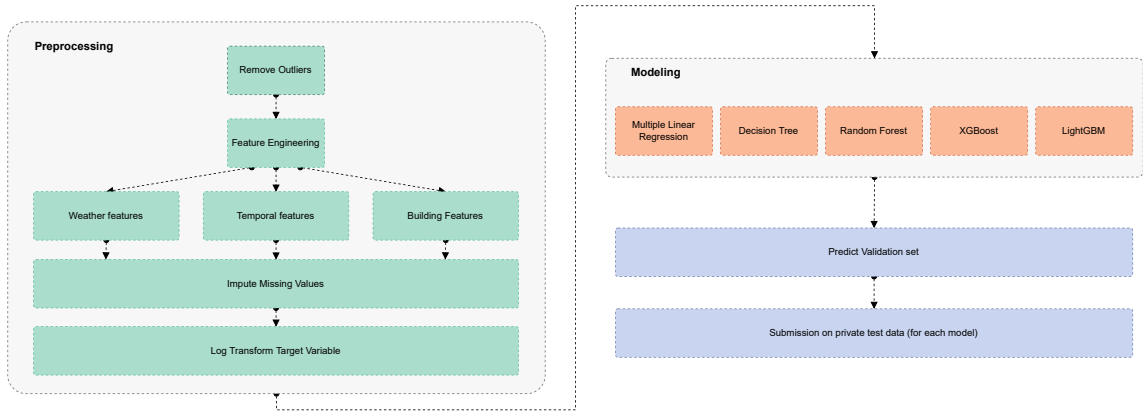 Preprocessing
Remove Outliers
Feature Engineering
Weather features
Temporal features
Building Features
Impute Missing Values
Log Transform Target Variable
Modeling
Multiple Linear
Regression
Decision Tree
Random Forest
XGBoost
LightGBM
Predict Validation set
Submission on private test data (for each model)